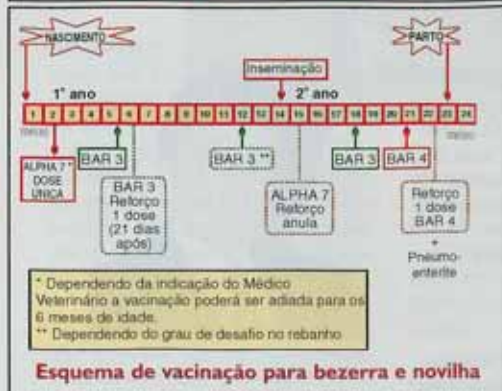 NASCIMENTO
PARTO
Inseminação
1° ano
2° ano
1 2 3 4 5 6 7 8 9 10 11 12 13 14 15 16 17 18 19 20 21 22 23 24
ALPHA 7 *
DOSE
ÚNICA
BAR 3
BAR 3
Reforço
1 dose
(21 dias
após)
BAR 3 **
ALPHA 7
Reforço
anula
BAR 3
BAR 4
Reforço
1 dose
BAR 4
+
Pneumo-
enterite
* Dependendo da indicação do Médico
Veterinário a vacinação poderá ser adiada para os
6 meses de idade.
** Dependendo do grau de desafio no rebanho
Esquema de vacinação para bezerra e novilha